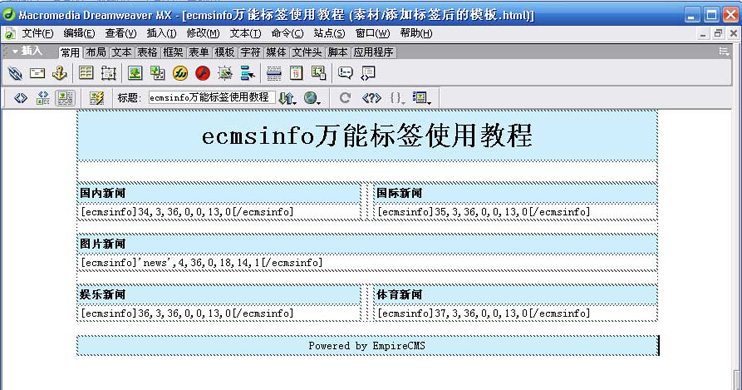 Macromedia Dreamweaver MX - [ecmsinfo万能标签使用教程 (素材/添加标签后的模板.html)]
文件(F) 编辑(E) 查看(V) 插入(I) 修改(M) 文本(T) 命令(C) 站点(S) 窗口(W) 帮助(H)
插入 常用 布局 文本 表格 框架 表单 模板 字符 媒体 文件头 脚本 应用程序
标题: ecmsinfo万能标签使用教程
ecmsinfo万能标签使用教程
国内新闻 国际新闻
[ecmsinfo]34,3,36,0,0,13,0[/ecmsinfo] [ecmsinfo]35,3,36,0,0,13,0[/ecmsinfo]
图片新闻
[ecmsinfo]'news',4,36,0,18,14,1[/ecmsinfo]
娱乐新闻 体育新闻
[ecmsinfo]36,3,36,0,0,13,0[/ecmsinfo] [ecmsinfo]37,3,36,0,0,13,0[/ecmsinfo]
Powered by EmpireCMS